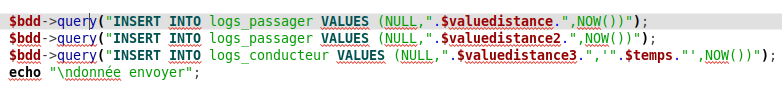 $bdd->query("INSERT INTO logs_passager VALUES (NULL,".$valuedistance.",NOW())");
$bdd->query("INSERT INTO logs_passager VALUES (NULL,".$valuedistance2.",NOW())");
$bdd->query("INSERT INTO logs_conducteur VALUES (NULL,".$valuedistance3.",'".$temps."',NOW())");
echo "\ndonnée envoyer";